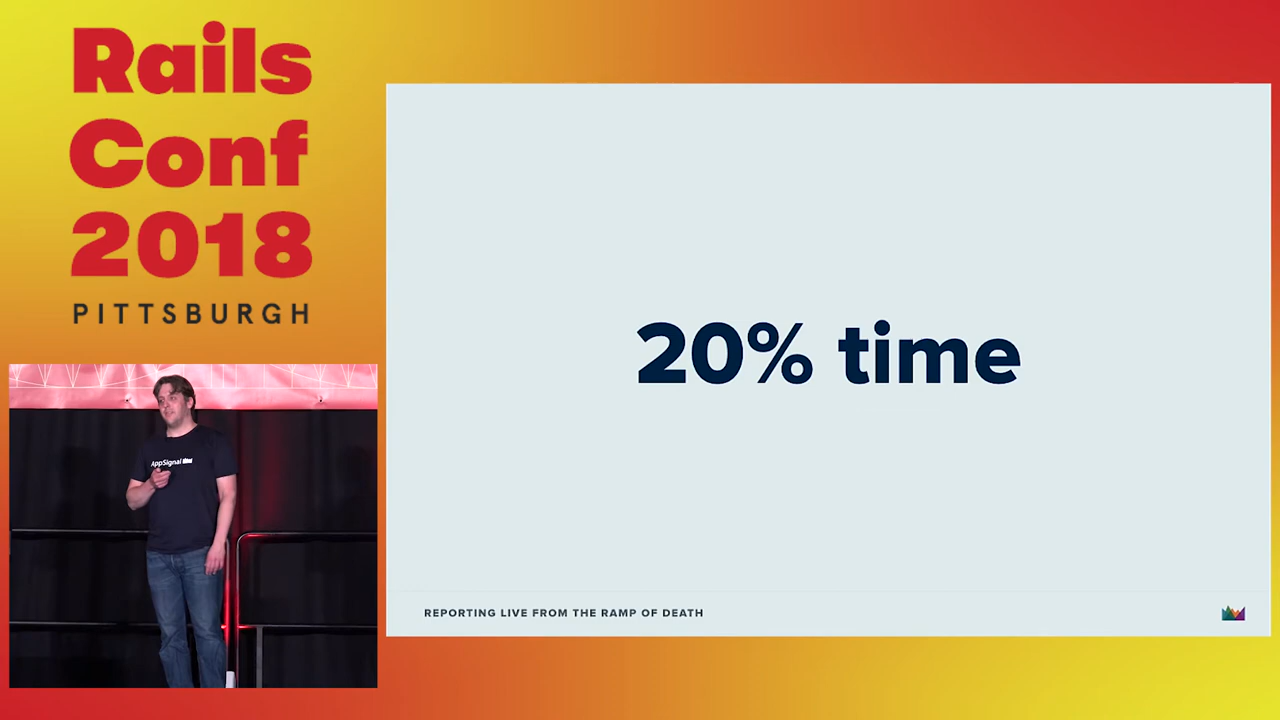 Rails
Conf
2018
PITTSBURGH
20% time
AppSignal
REPORTING LIVE FROM THE RAMP OF DEATH